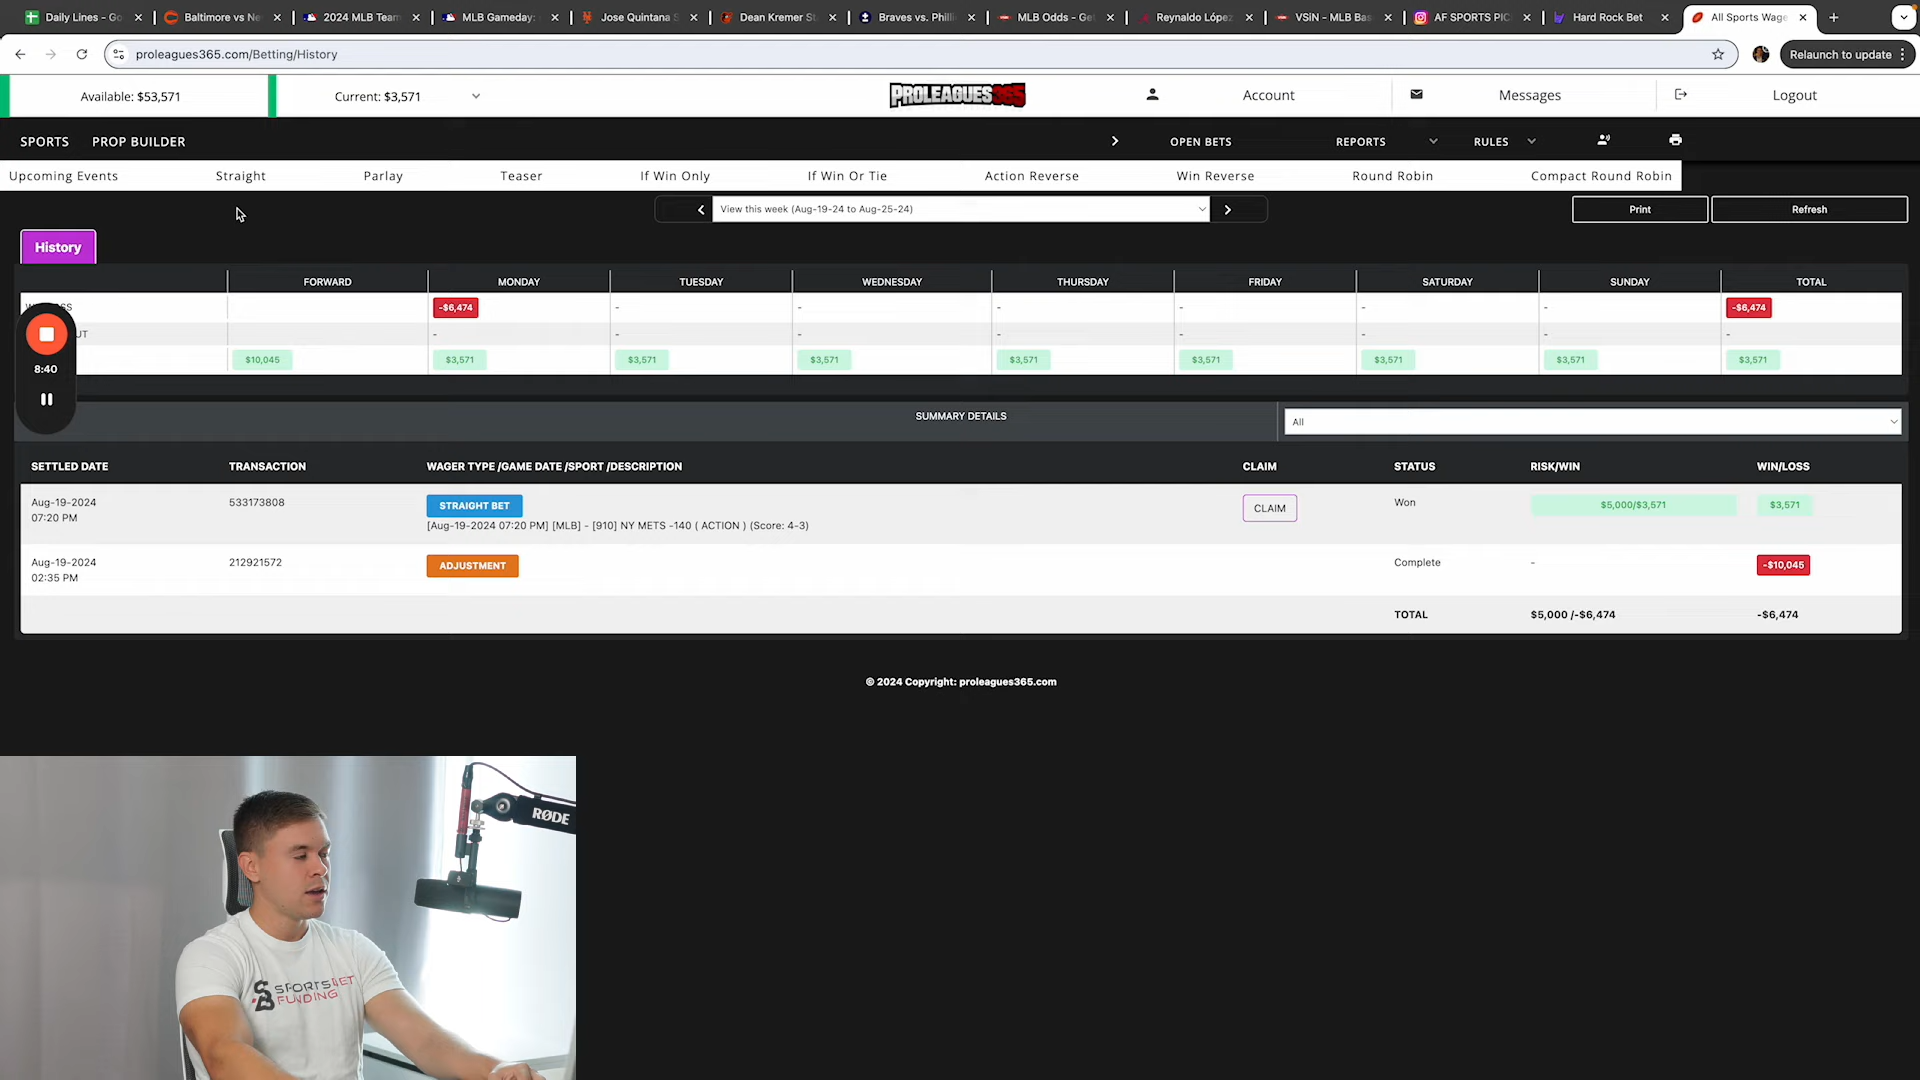 Daily Lines - Go
Baltimore vs Ne
2024 MLB Team
MLB Gameday:
Jose Quintana S
Dean Kremer St
Braves vs. Phill
MLB Odds - Ge
Reynaldo López
VSiN - MLB Bas
AF SPORTS PIC
Hard Rock Bet
All Sports Wage
proleagues365.com/Betting/History
Relaunch to update
Available: $53,571
Current: $3,571
PROLEAGUES365
Account
Messages
Logout
SPORTS PROP BUILDER
OPEN BETS REPORTS RULES
Upcoming Events Straight Parlay Teaser If Win Only If Win Or Tie Action Reverse Win Reverse Round Robin Compact Round Robin
View this week (Aug-19-24 to Aug-25-24)
Print Refresh
History
FORWARD MONDAY TUESDAY WEDNESDAY THURSDAY FRIDAY SATURDAY SUNDAY TOTAL
-$6,474 - - - - - - -$6,474
- - - - - - - -
$10,045 $3,571 $3,571 $3,571 $3,571 $3,571 $3,571 $3,571 $3,571
8:40
SUMMARY DETAILS
All
SETTLED DATE TRANSACTION WAGER TYPE /GAME DATE /SPORT /DESCRIPTION CLAIM STATUS RISK/WIN WIN/LOSS
Aug-19-2024 533173808 STRAIGHT BET CLAIM Won $5,000/$3,571 $3,571
07:20 PM [Aug-19-2024 07:20 PM] [MLB] - [910] NY METS -140 ( ACTION ) (Score: 4-3)
Aug-19-2024 212921572 ADJUSTMENT Complete - -$10,045
02:35 PM
TOTAL $5,000 /-$6,474 -$6,474
© 2024 Copyright: proleagues365.com
RØDE
SPORTSBET
FUNDING